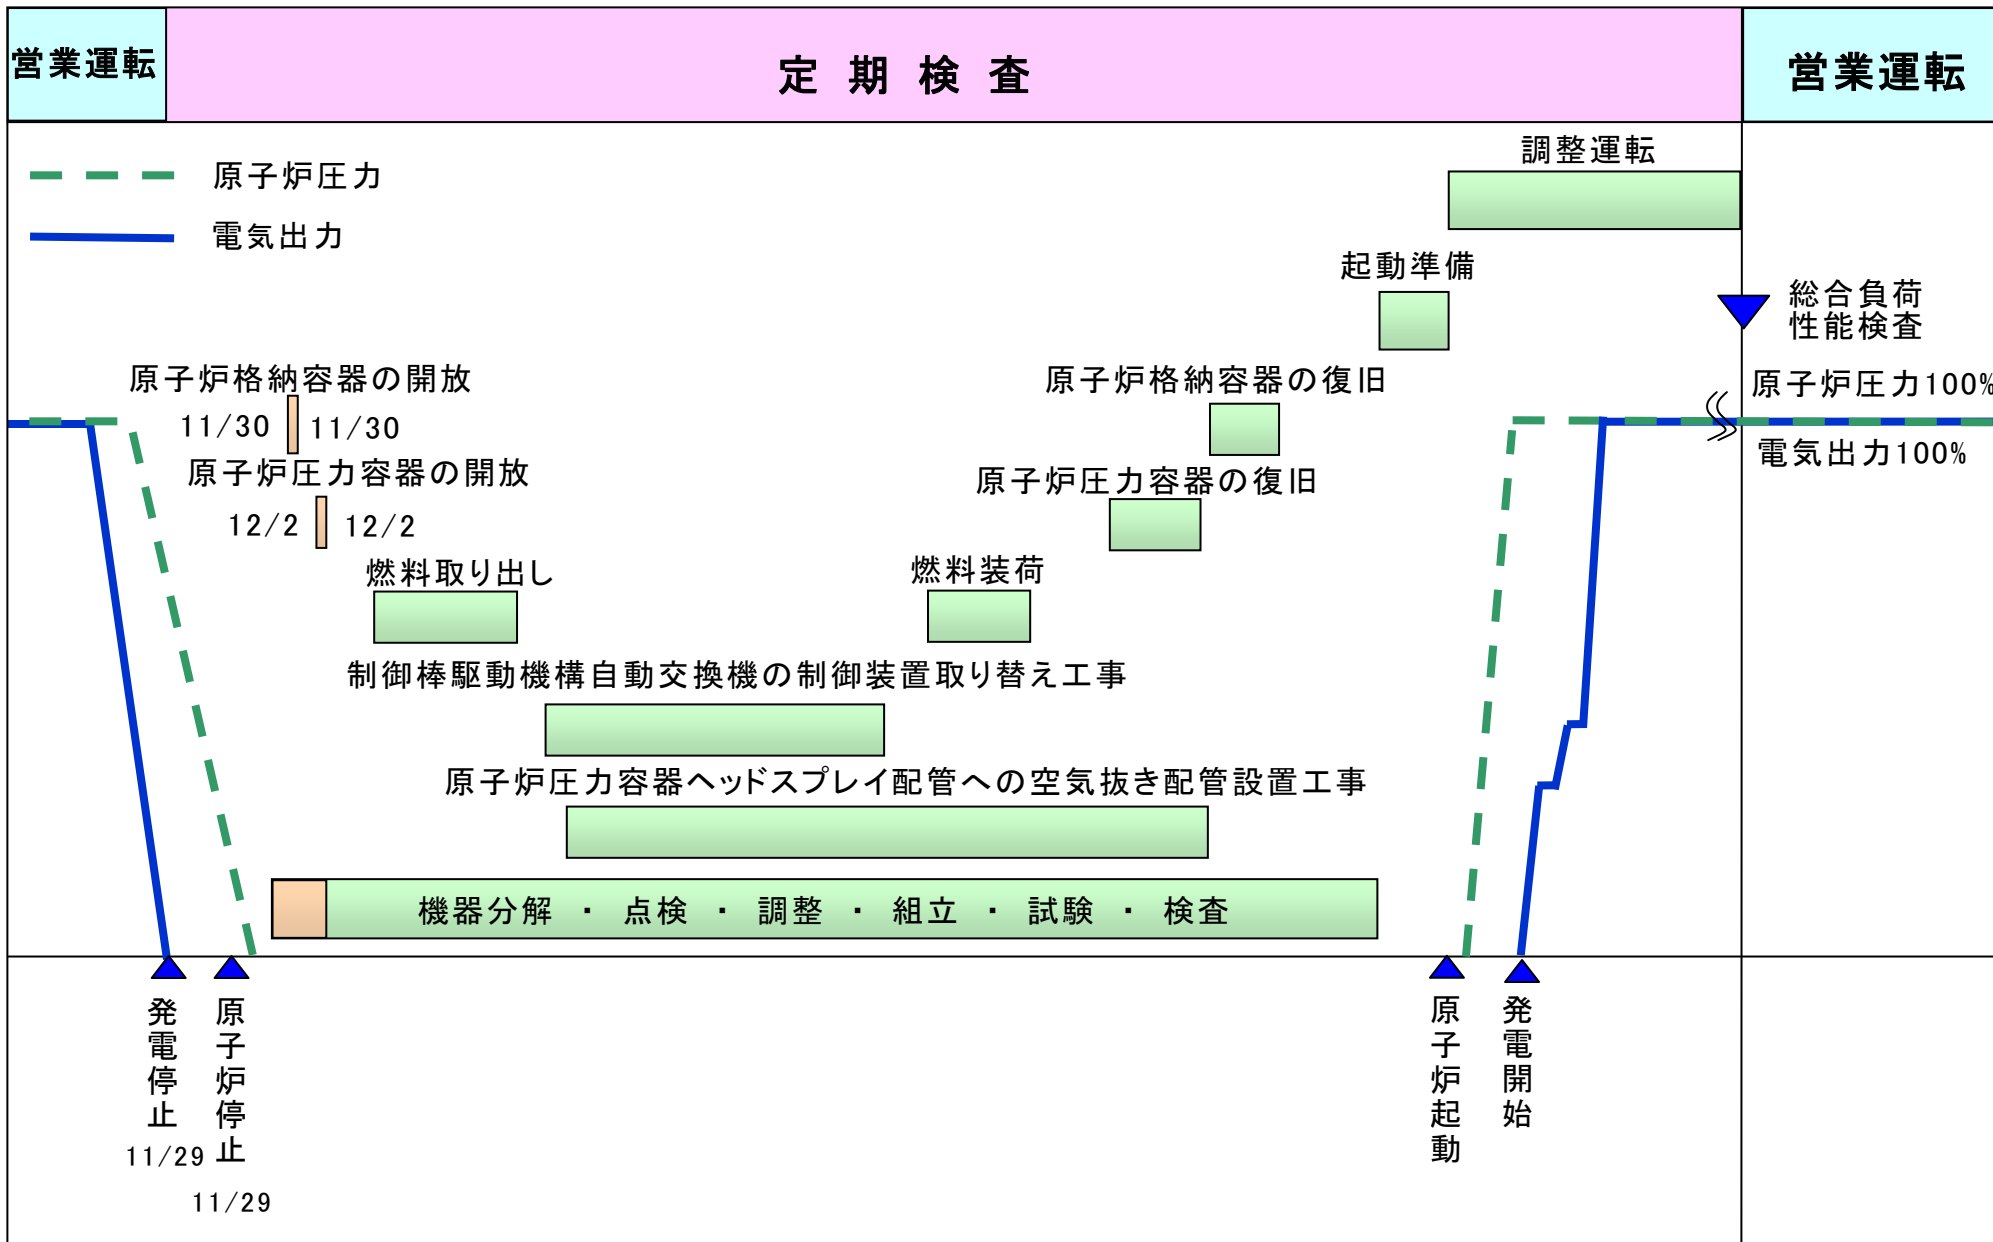 営業運転
定期検査
営業運転
原子炉圧力
電気出力
調整運転
起動準備
総合負荷
性能検査
原子炉格納容器の開放
11/30
11/30
原子炉格納容器の復旧
原子炉圧力100%
電気出力100%
原子炉圧力容器の開放
12/2
12/2
原子炉圧力容器の復旧
燃料取り出し
燃料装荷
制御棒駆動機構自動交換機の制御装置取り替え工事
原子炉圧力容器ヘッドスプレイ配管への空気抜き配管設置工事
機器分解 ・ 点検 ・ 調整 ・ 組立 ・ 試験 ・ 検査
発電停止
11/29
原子炉停止
11/29
原子炉起動
発電開始